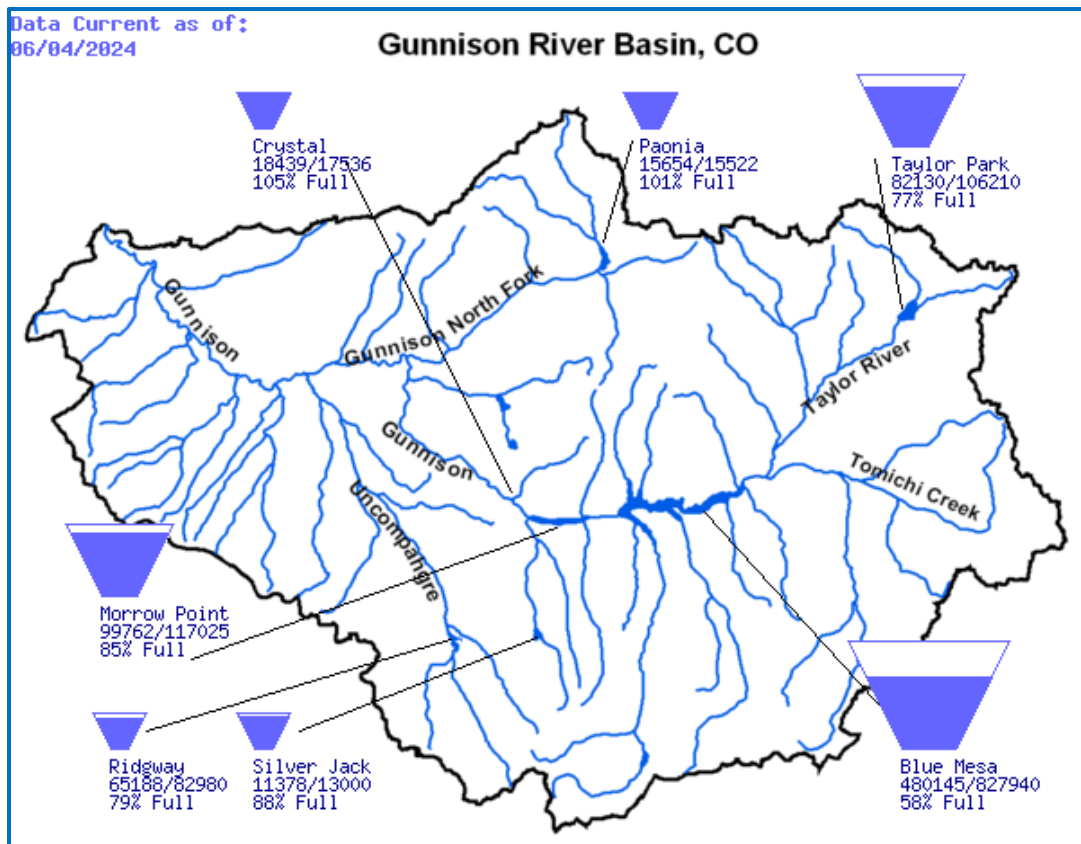 Data Current as of:
06/04/2024
Gunnison River Basin, CO
Crystal
18439/17536
105% Full
Paonia
15654/15522
101% Full
Taylor Park
82130/106210
77% Full
Gunnison
Gunnison North Fork
Taylor River
Gunnison
Tomichi Creek
Uncompahgre
Morrow Point
99762/117025
85% Full
Ridgway
65188/82980
79% Full
Silver Jack
11378/13000
88% Full
Blue Mesa
480145/827940
58% Full